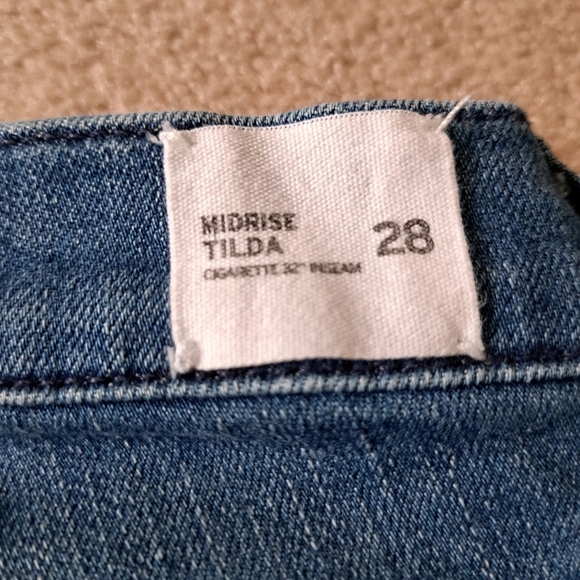 MIDRISE
TILDA 28
CIGARETTE 32" INSEAM